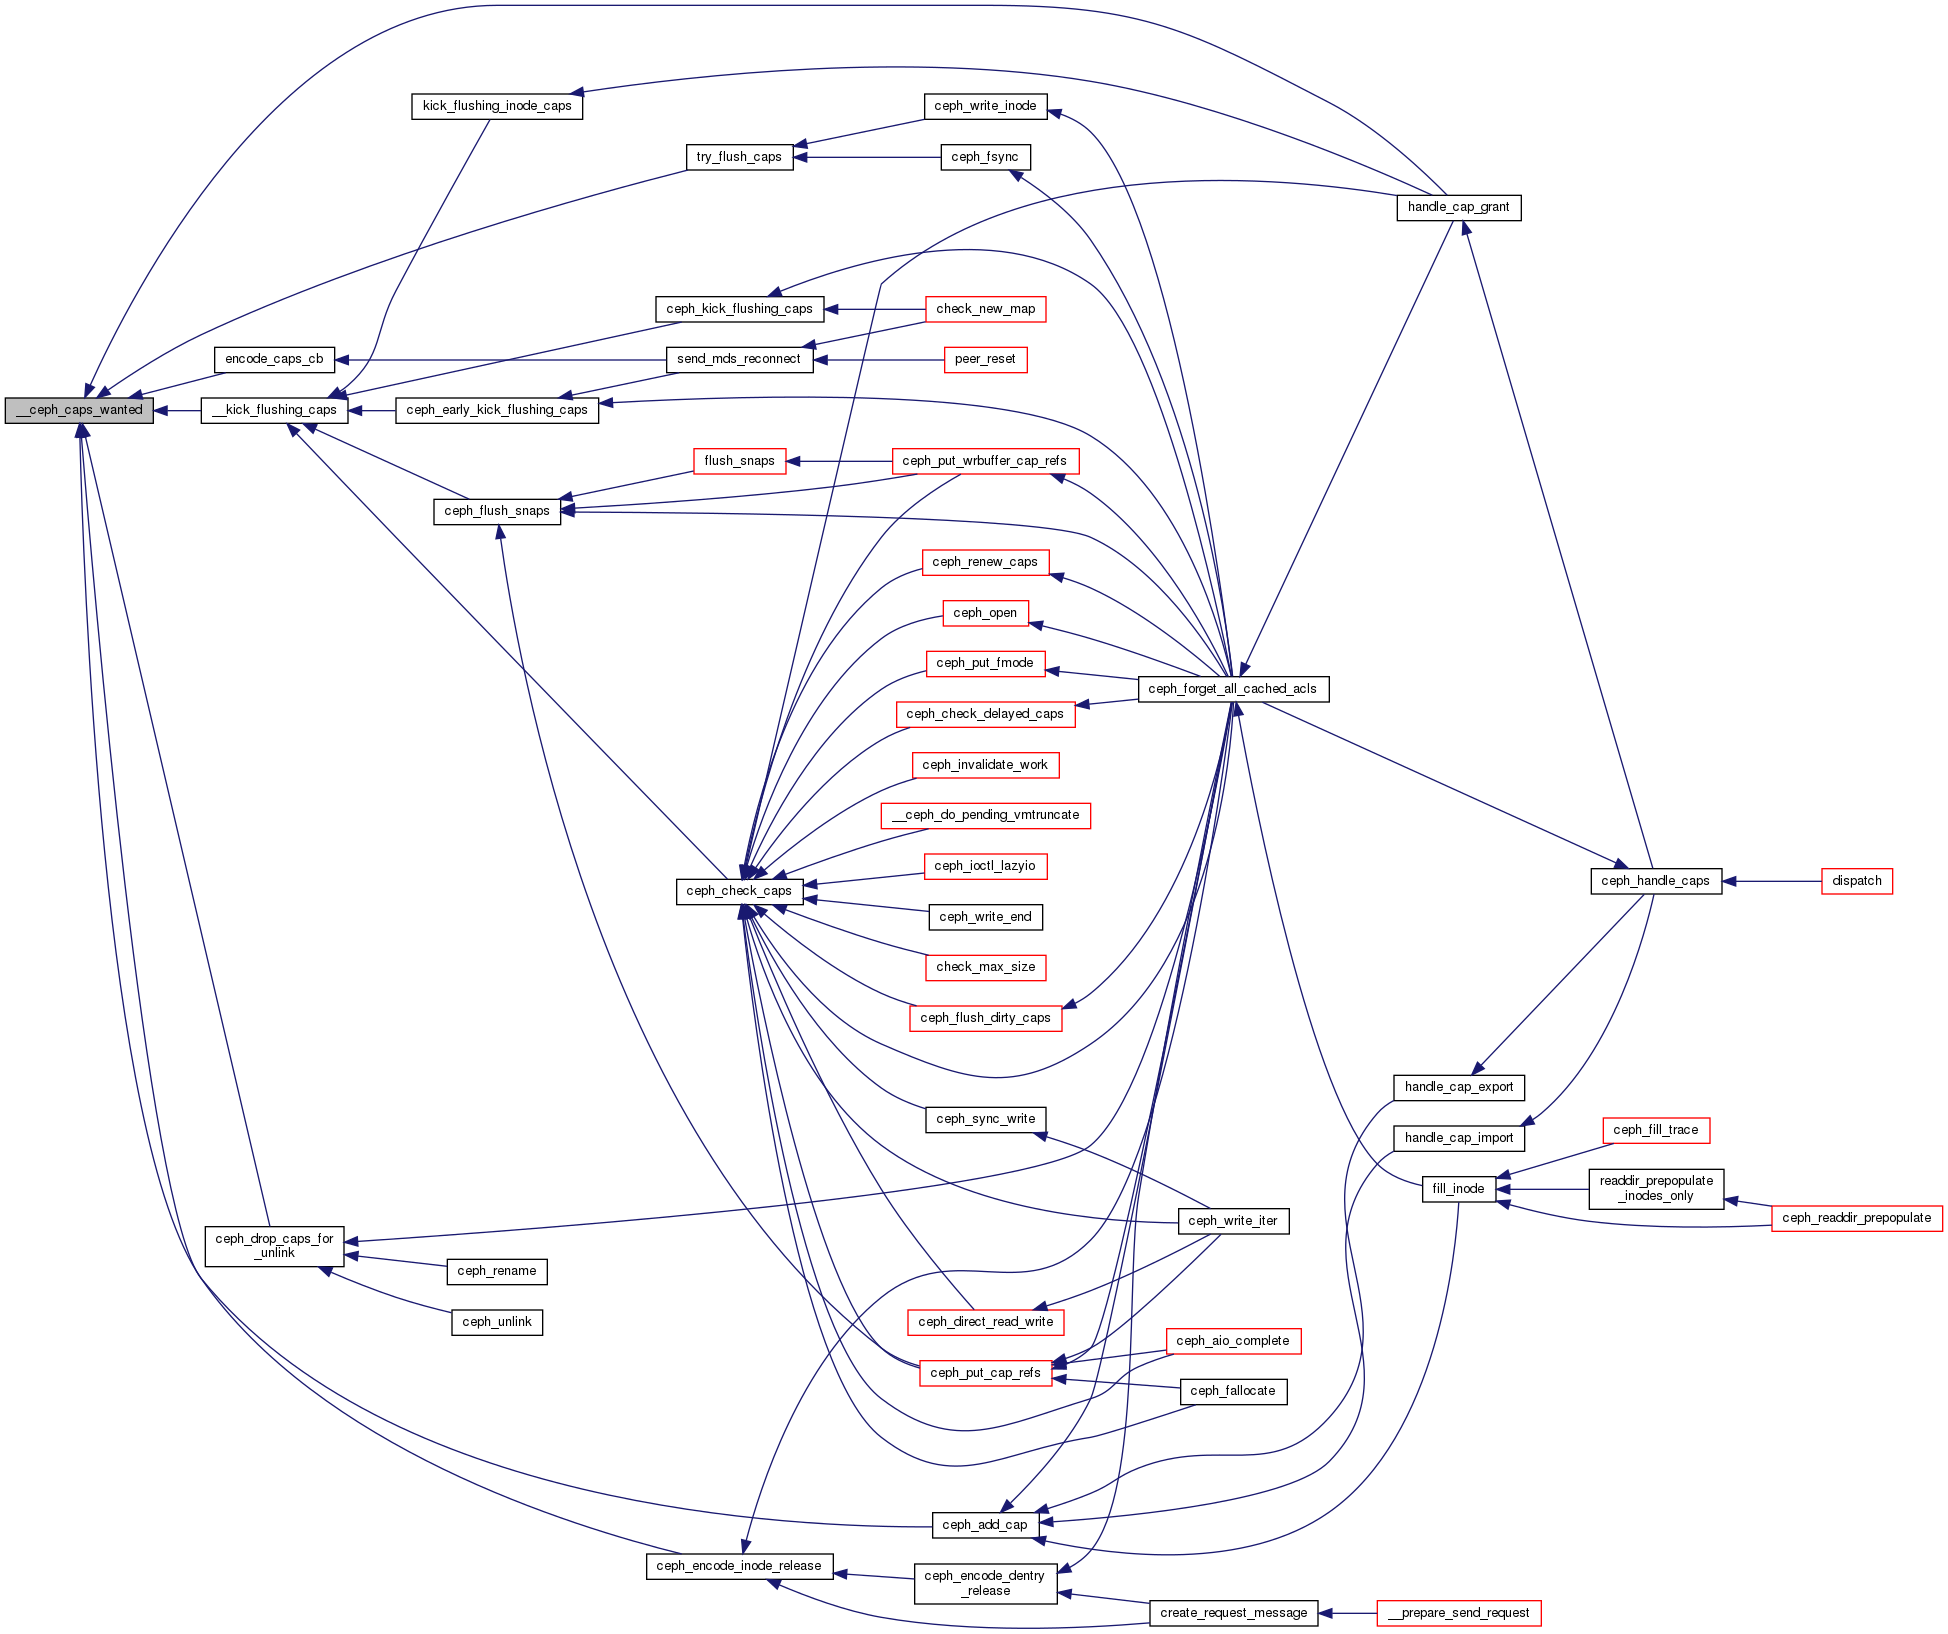 kick_flushing_inode_caps
ceph_write_inode
try_flush_caps
ceph_fsync
handle_cap_grant
ceph_kick_flushing_caps
check_new_map
encode_caps_cb
send_mds_reconnect
peer_reset
__ceph_caps_wanted
__kick_flushing_caps
ceph_early_kick_flushing_caps
flush_snaps
ceph_put_wrbuffer_cap_refs
ceph_flush_snaps
ceph_renew_caps
ceph_open
ceph_put_fmode
ceph_forget_all_cached_acls
ceph_check_delayed_caps
ceph_invalidate_work
__ceph_do_pending_vmtruncate
ceph_ioctl_lazyio
ceph_check_caps
ceph_handle_caps
dispatch
ceph_write_end
check_max_size
ceph_flush_dirty_caps
handle_cap_export
ceph_sync_write
handle_cap_import
ceph_fill_trace
fill_inode
readdir_prepopulate
_inodes_only
ceph_readdir_prepopulate
ceph_write_iter
ceph_drop_caps_for
_unlink
ceph_rename
ceph_unlink
ceph_direct_read_write
ceph_aio_complete
ceph_put_cap_refs
ceph_fallocate
ceph_add_cap
ceph_encode_inode_release
ceph_encode_dentry
_release
create_request_message
__prepare_send_request